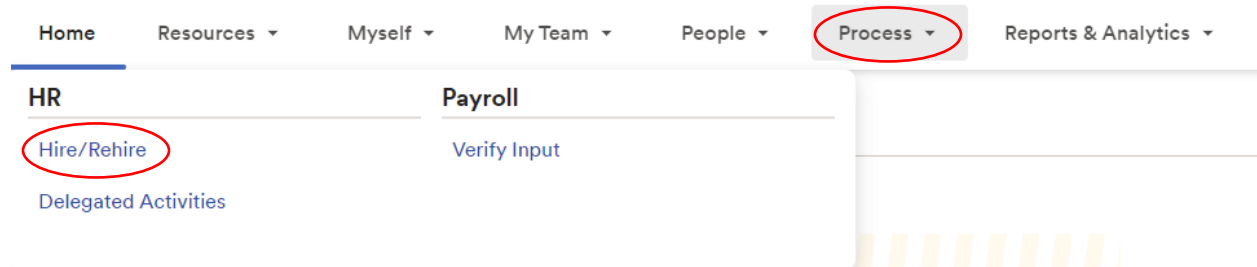 Home Resources Myself My Team People Process Reports & Analytics
HR Payroll
Hire/Rehire Verify Input
Delegated Activities